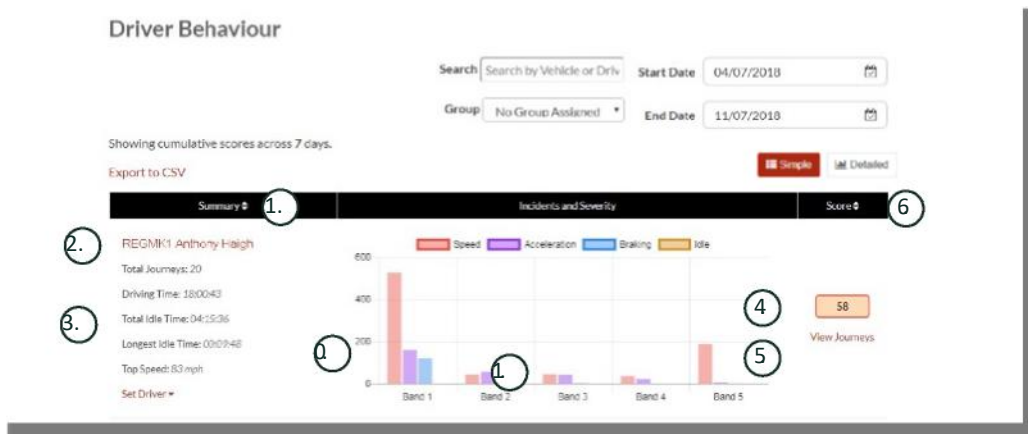 Driver Behaviour
Search Search by Vehicle or Driv Start Date 04/07/2018
Group No Group Assigned End Date 11/07/2018
Showing cumulative scores across 7 days.
Export to CSV
Simple Detailed
Summary 1. Incidents and Severity Score 6
2. REGMK1 Anthony Haigh
Speed Acceleration Braking Idle
Total Journeys: 20
Driving Time: 18:00:43
3. Total Idle Time: 04:15:36
Longest Idle Time: 00:09:48
Top Speed: 83 mph
Set Driver
600
400
200
0
1
Band 1 Band 2 Band 3 Band 4 Band 5
4 58
5 View Journeys